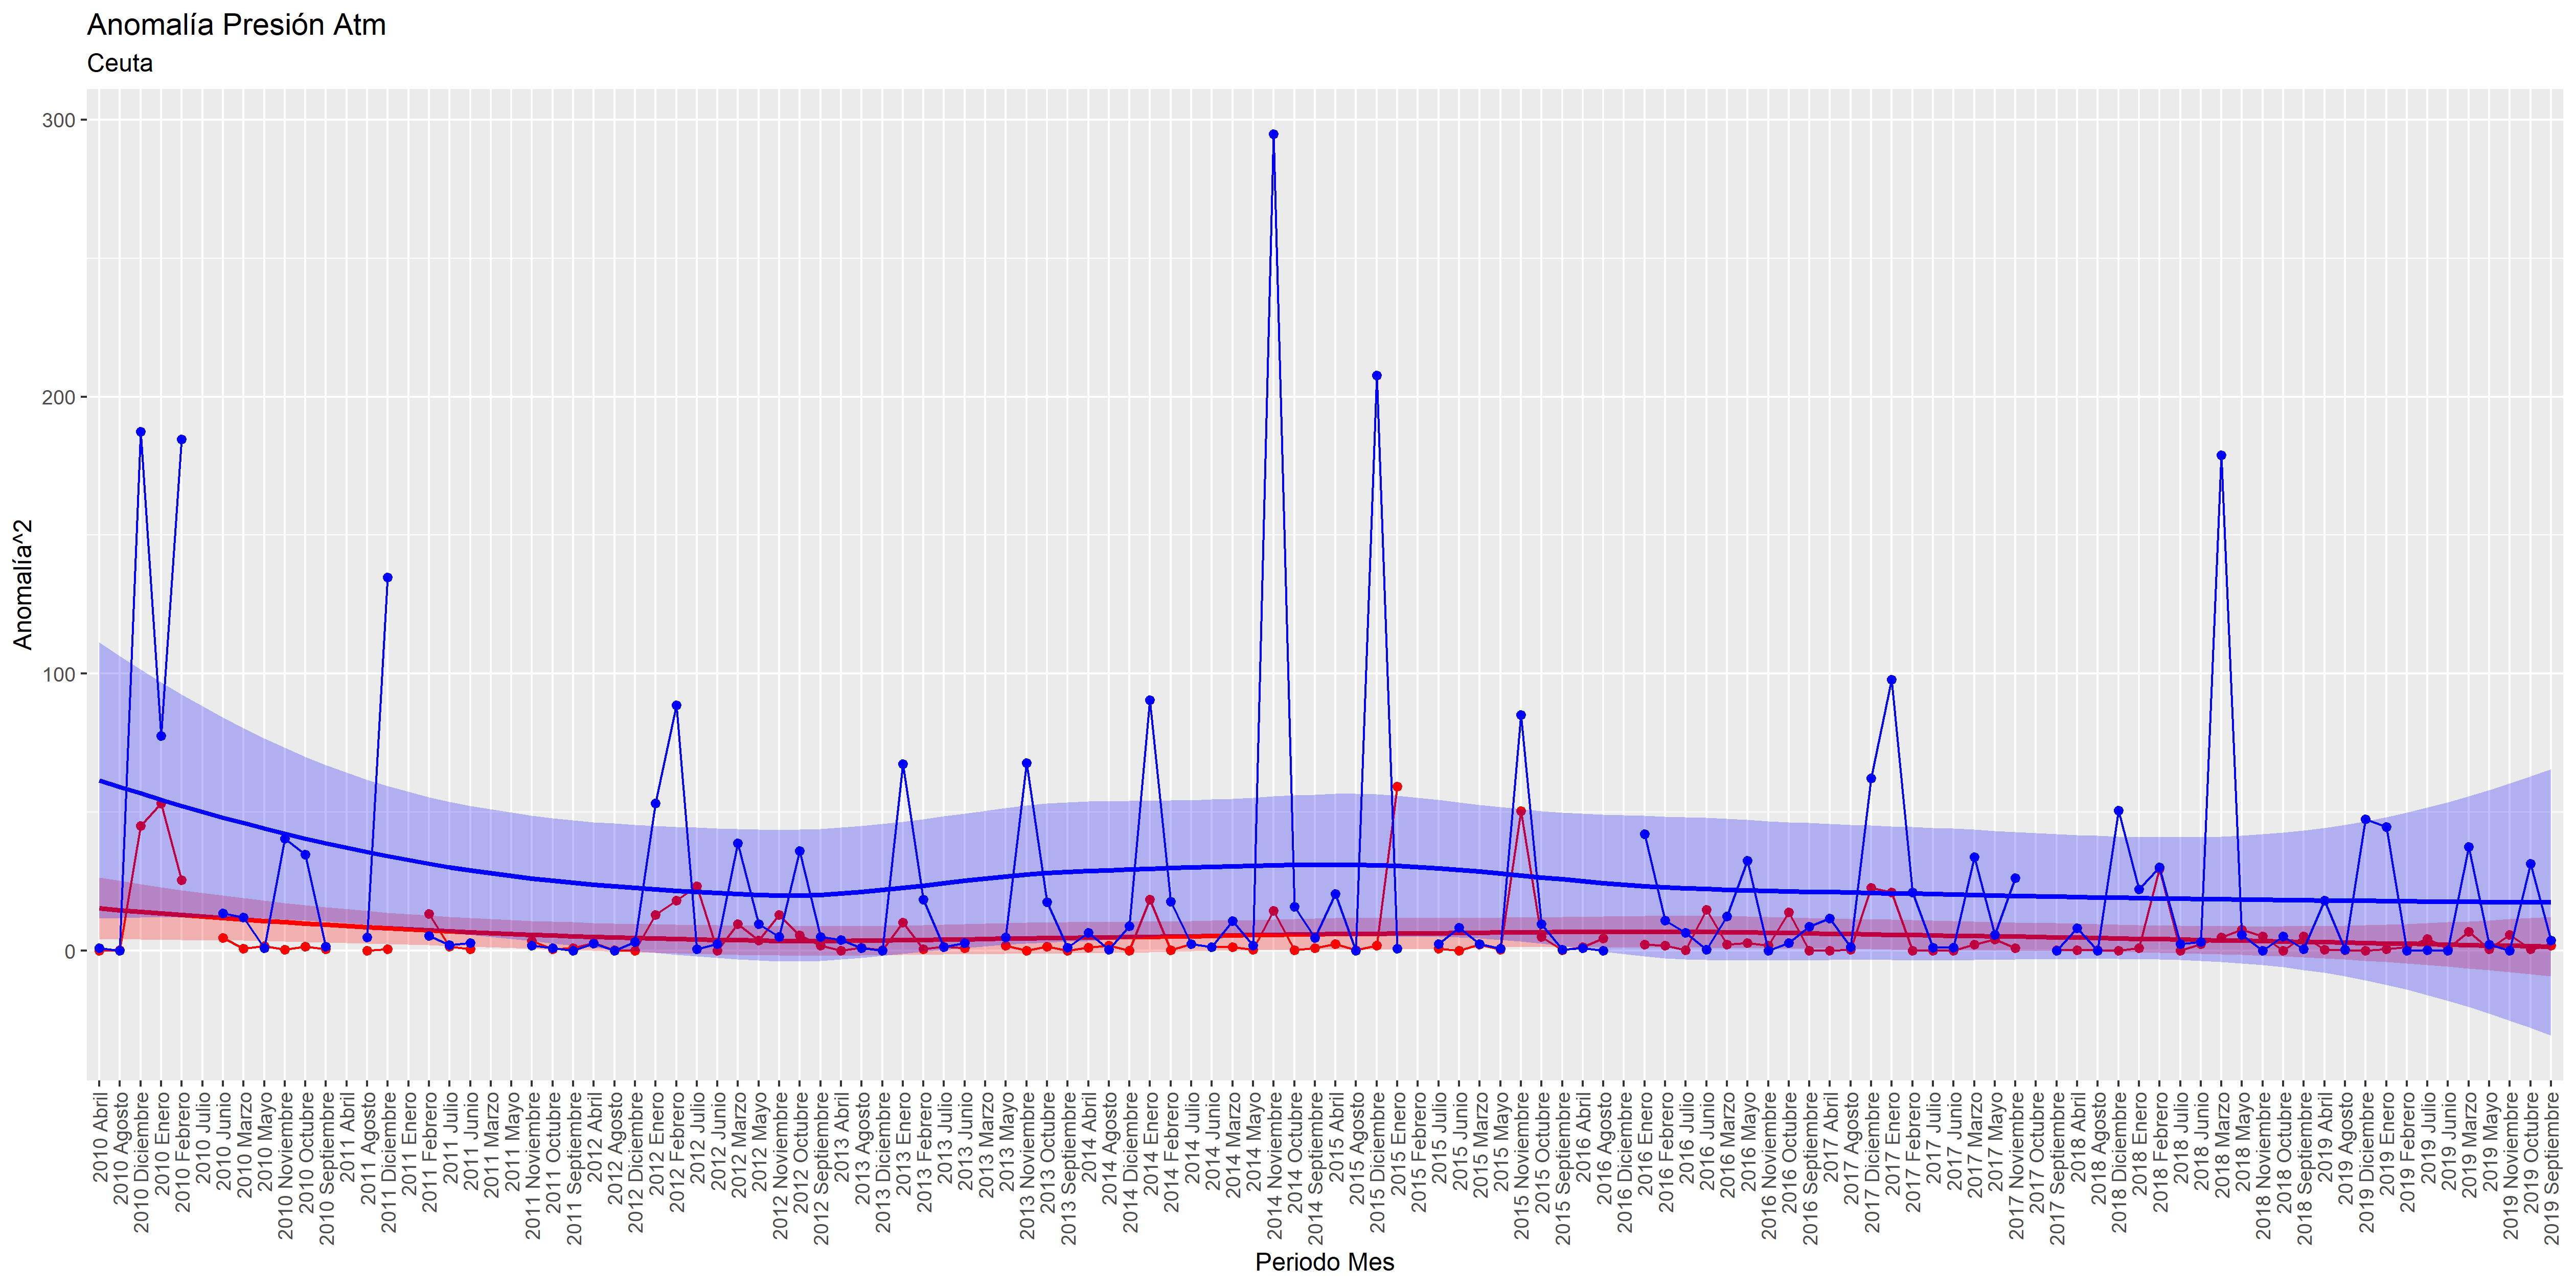 Anomalía Presión Atm
Ceuta
300
200
100
0
Anomalía^2
2010 Abril
2010 Agosto
2010 Diciembre
2010 Enero
2010 Febrero
2010 Julio
2010 Junio
2010 Marzo
2010 Mayo
2010 Noviembre
2010 Octubre
2010 Septiembre
2011 Abril
2011 Agosto
2011 Diciembre
2011 Enero
2011 Febrero
2011 Julio
2011 Junio
2011 Marzo
2011 Mayo
2011 Noviembre
2011 Octubre
2011 Septiembre
2012 Abril
2012 Agosto
2012 Diciembre
2012 Enero
2012 Febrero
2012 Julio
2012 Junio
2012 Marzo
2012 Mayo
2012 Noviembre
2012 Octubre
2012 Septiembre
2013 Abril
2013 Agosto
2013 Diciembre
2013 Enero
2013 Febrero
2013 Julio
2013 Junio
2013 Marzo
2013 Mayo
2013 Noviembre
2013 Octubre
2013 Septiembre
2014 Abril
2014 Agosto
2014 Diciembre
2014 Enero
2014 Febrero
2014 Julio
2014 Junio
2014 Marzo
2014 Mayo
2014 Noviembre
2014 Octubre
2014 Septiembre
2015 Abril
2015 Agosto
2015 Diciembre
2015 Enero
2015 Febrero
2015 Julio
2015 Junio
2015 Marzo
2015 Mayo
2015 Noviembre
2015 Octubre
2015 Septiembre
2016 Abril
2016 Agosto
2016 Diciembre
2016 Enero
2016 Febrero
2016 Julio
2016 Junio
2016 Marzo
2016 Mayo
2016 Noviembre
2016 Octubre
2016 Septiembre
2017 Abril
2017 Agosto
2017 Diciembre
2017 Enero
2017 Febrero
2017 Julio
2017 Junio
2017 Marzo
2017 Mayo
2017 Noviembre
2017 Octubre
2017 Septiembre
2018 Abril
2018 Agosto
2018 Diciembre
2018 Enero
2018 Febrero
2018 Julio
2018 Junio
2018 Marzo
2018 Mayo
2018 Noviembre
2018 Octubre
2018 Septiembre
2019 Abril
2019 Agosto
2019 Diciembre
2019 Enero
2019 Febrero
2019 Julio
2019 Junio
2019 Marzo
2019 Mayo
2019 Noviembre
2019 Octubre
2019 Septiembre
Periodo Mes